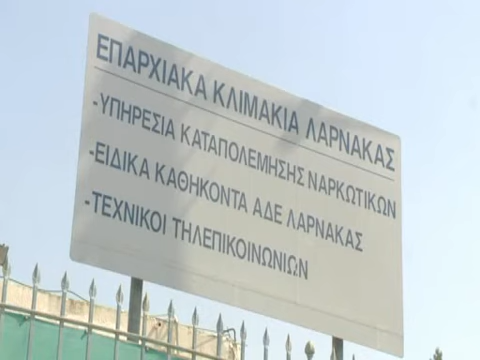 ΕΠΑΡΧΙΑΚΑ ΚΛΙΜΑΚΙΑ ΛΑΡΝΑΚΑΣ
-ΥΠΗΡΕΣΙΑ ΚΑΤΑΠΟΛΕΜΗΣΗΣ ΝΑΡΚΩΤΙΚΩΝ
-ΕΙΔΙΚΑ ΚΑΘΗΚΟΝΤΑ ΑΔΕ ΛΑΡΝΑΚΑΣ
-ΤΕΧΝΙΚΟΙ ΤΗΛΕΠΙΚΟΙΝΩΝΙΩΝ